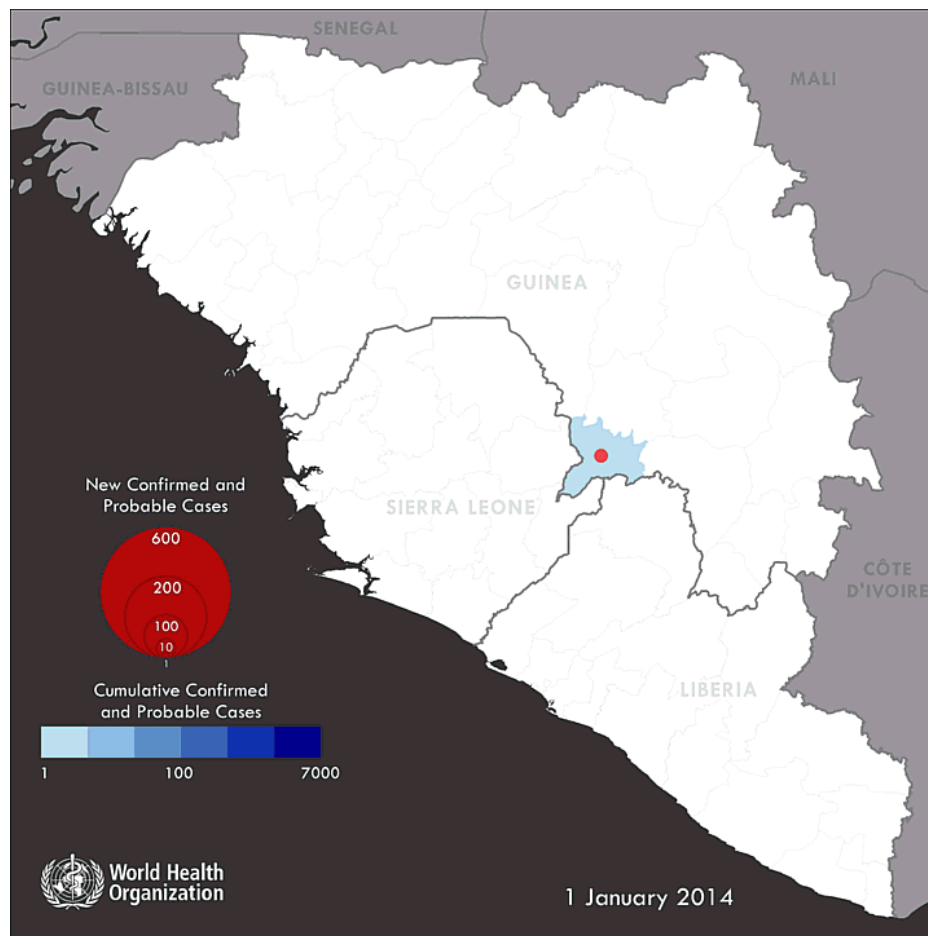 SENEGAL
GUINEA-BISSAU
MALI
GUINEA
SIERRA LEONE
CÔTE
D'IVOIRE
LIBERIA
New Confirmed and
Probable Cases
600
200
100
10
1
Cumulative Confirmed
and Probable Cases
1 100 7000
World Health
Organization
1 January 2014